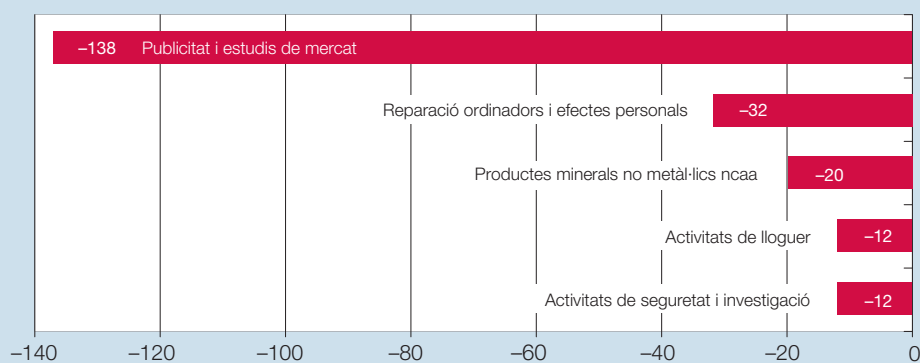 –138 Publicitat i estudis de mercat
Reparació ordinadors i efectes personals –32
Productes minerals no metàl·lics ncaa –20
Activitats de lloguer –12
Activitats de seguretat i investigació –12
–140 –120 –100 –80 –60 –40 –20 0